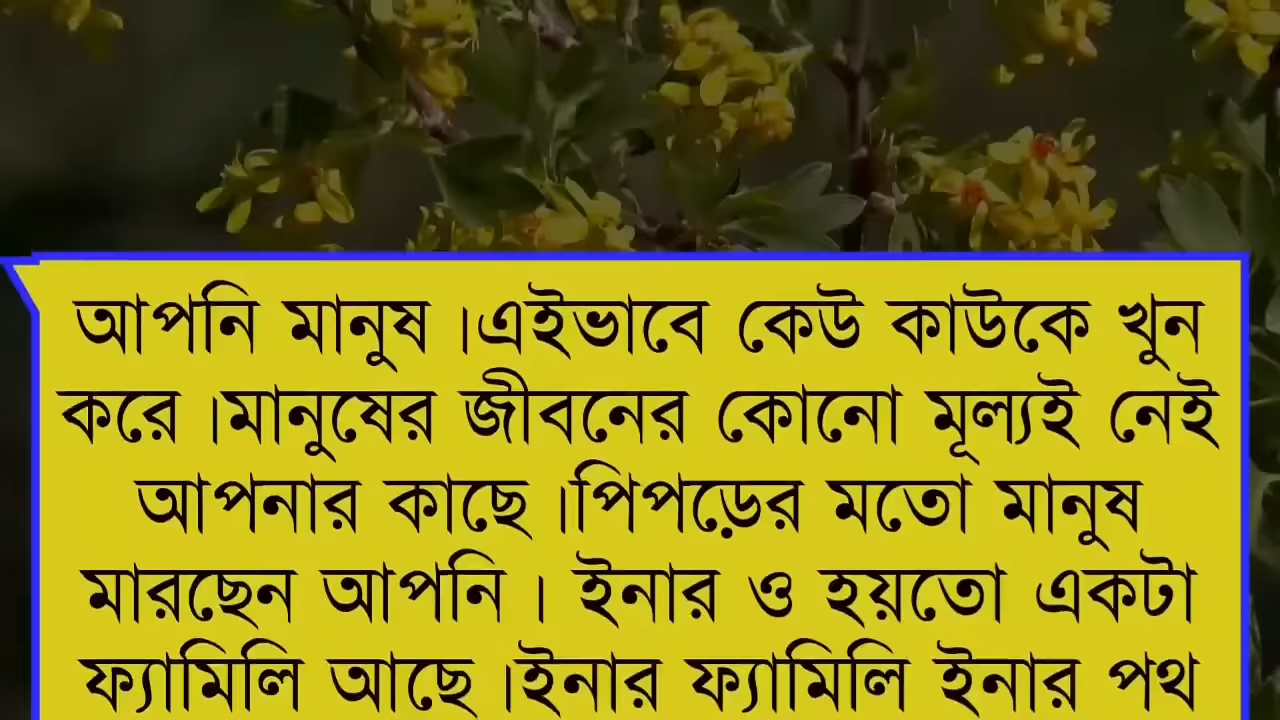 আপনি মানুষ ।এইভাবে কেউ কাউকে খুন
করে ।মানুষের জীবনের কোনো মূল্যই নেই
আপনার কাছে ।পিপড়ের মতো মানুষ
মারছেন আপনি । ইনার ও হয়তো একটা
ফ্যামিলি আছে ।ইনার ফ্যামিলি ইনার পথ